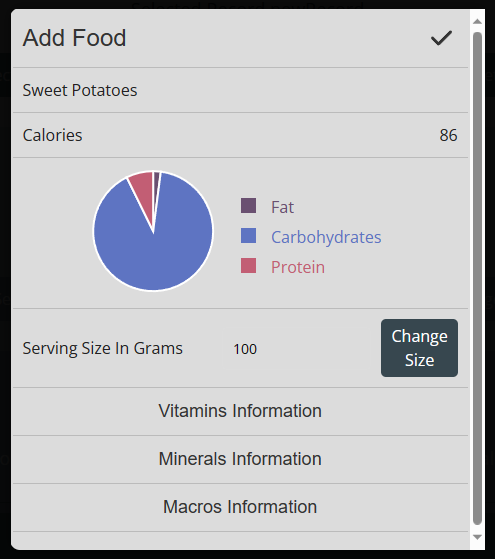 Add Food
Sweet Potatoes
Calories 86
Fat
Carbohydrates
Protein
Serving Size In Grams 100 Change Size
Vitamins Information
Minerals Information
Macros Information